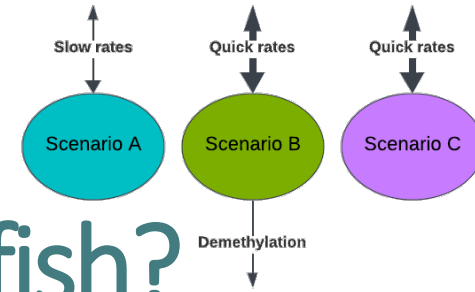 Slow rates
Quick rates
Quick rates
Scenario A
Scenario B
Scenario C
Demethylation
fish?